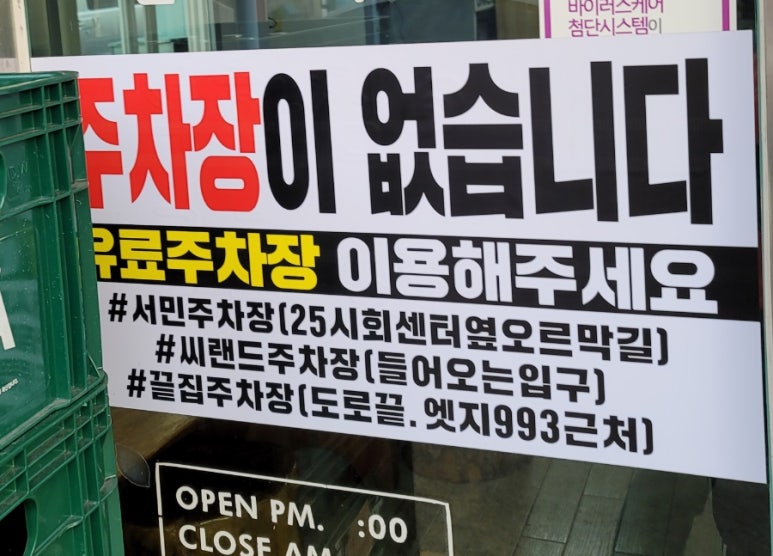 바이러스케어
첨단시스템이
주차장이 없습니다
유료주차장 이용해주세요
#서민주차장(25시회센터옆오르막길)
#씨랜드주차장(들어오는입구)
#끝집주차장(도로끝. 엣지993근처)
OPEN PM. :00
CLOSE AM